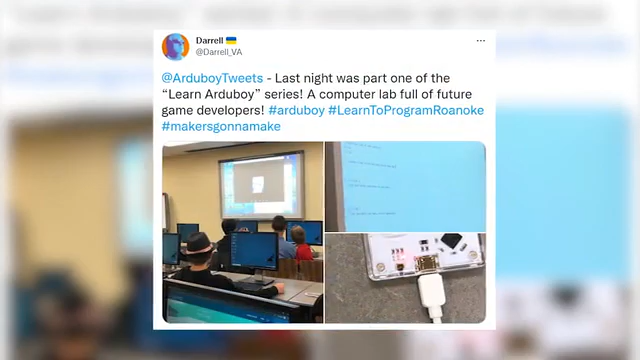 Darrell 🇺🇦
@Darrell_VA
@ArduboyTweets - Last night was part one of the
“Learn Arduboy” series! A computer lab full of future
game developers! #arduboy #LearnToProgramRoanoke
#makersgonnamake